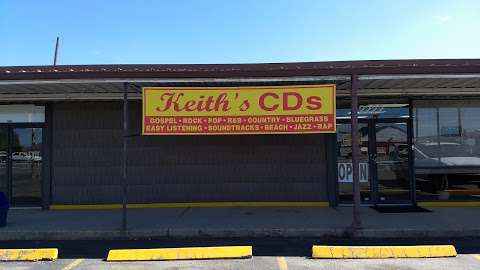 Keith's CDs
GOSPEL • ROCK • POP • R&B • COUNTRY • BLUEGRASS
EASY LISTENING • SOUNDTRACKS • BEACH • JAZZ • RAP
OPEN